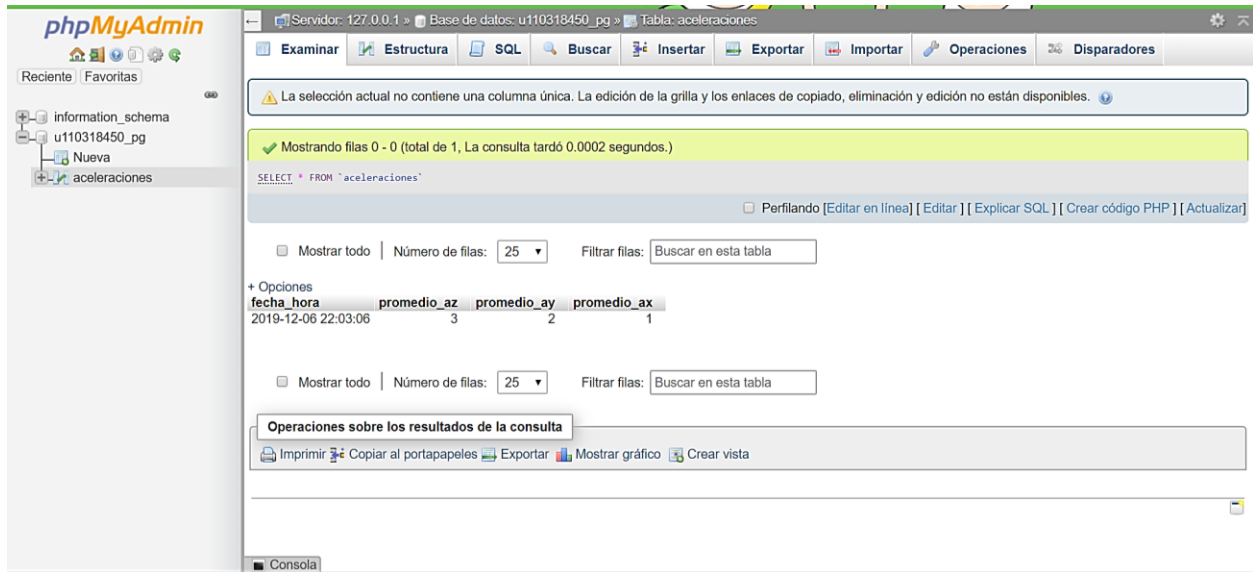 phpMyAdmin
Reciente Favoritas
information_schema
u110318450_pg
Nueva
aceleraciones
Servidor: 127.0.0.1 » Base de datos: u110318450_pg » Tabla: aceleraciones
Examinar Estructura SQL Buscar Insertar Exportar Importar Operaciones Disparadores
La selección actual no contiene una columna única. La edición de la grilla y los enlaces de copiado, eliminación y edición no están disponibles.
Mostrando filas 0 - 0 (total de 1, La consulta tardó 0.0002 segundos.)
SELECT * FROM `aceleraciones`
Perfilando [Editar en línea] [ Editar ] [ Explicar SQL ] [ Crear código PHP ] [ Actualizar]
Mostrar todo | Número de filas: 25 Filtrar filas: Buscar en esta tabla
+ Opciones
fecha_hora promedio_az promedio_ay promedio_ax
2019-12-06 22:03:06 3 2 1
Mostrar todo | Número de filas: 25 Filtrar filas: Buscar en esta tabla
Operaciones sobre los resultados de la consulta
Imprimir Copiar al portapapeles Exportar Mostrar gráfico Crear vista
Consola